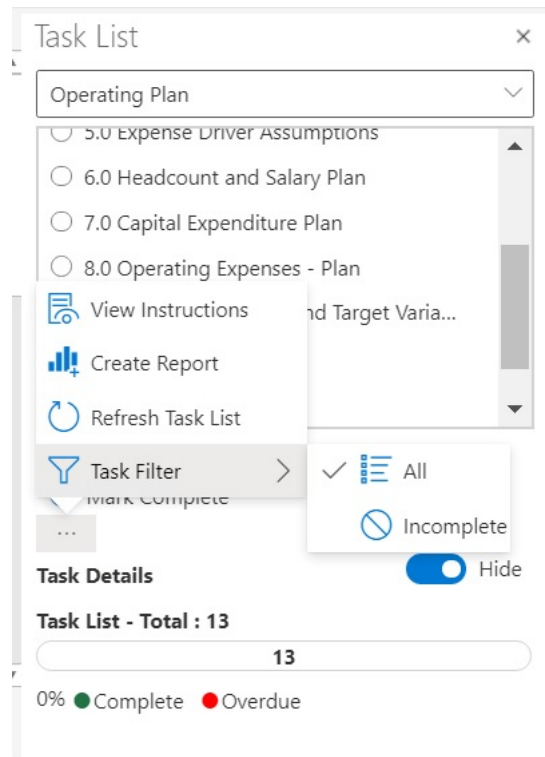 Task List
Operating Plan
5.0 Expense Driver Assumptions
6.0 Headcount and Salary Plan
7.0 Capital Expenditure Plan
8.0 Operating Expenses - Plan
View Instructions
nd Target Varia...
Create Report
Refresh Task List
Task Filter
All
Mark Complete
Incomplete
...
Task Details
Hide
Task List - Total : 13
13
0% Complete Overdue